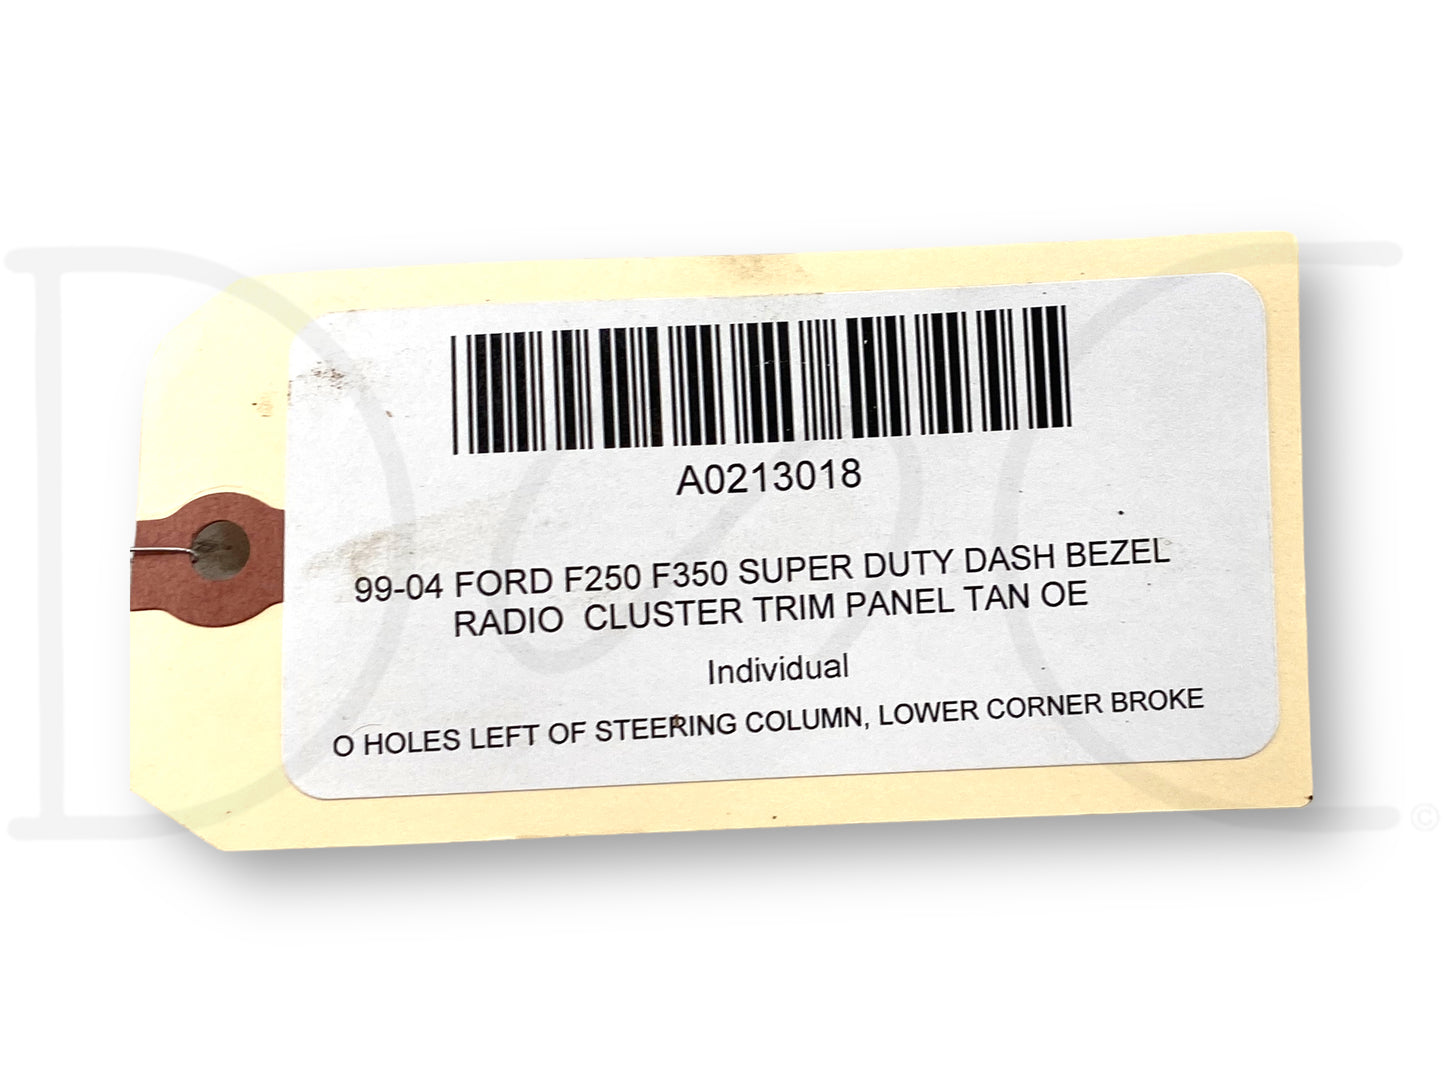 A0213018
99-04 FORD F250 F350 SUPER DUTY DASH BEZEL
RADIO  CLUSTER TRIM PANEL TAN OE
Individual
O HOLES LEFT OF STEERING COLUMN, LOWER CORNER BROKE
©